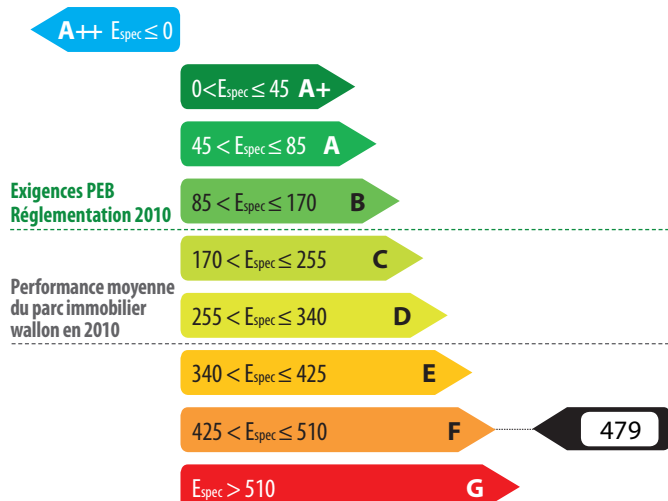 A++ Espec ≤ 0
0 < Espec ≤ 45 A+
45 < Espec ≤ 85 A
Exigences PEB
Réglementation 2010
85 < Espec ≤ 170 B
170 < Espec ≤ 255 C
Performance moyenne
du parc immobilier
wallon en 2010
255 < Espec ≤ 340 D
340 < Espec ≤ 425 E
425 < Espec ≤ 510 F 479
Espec > 510 G